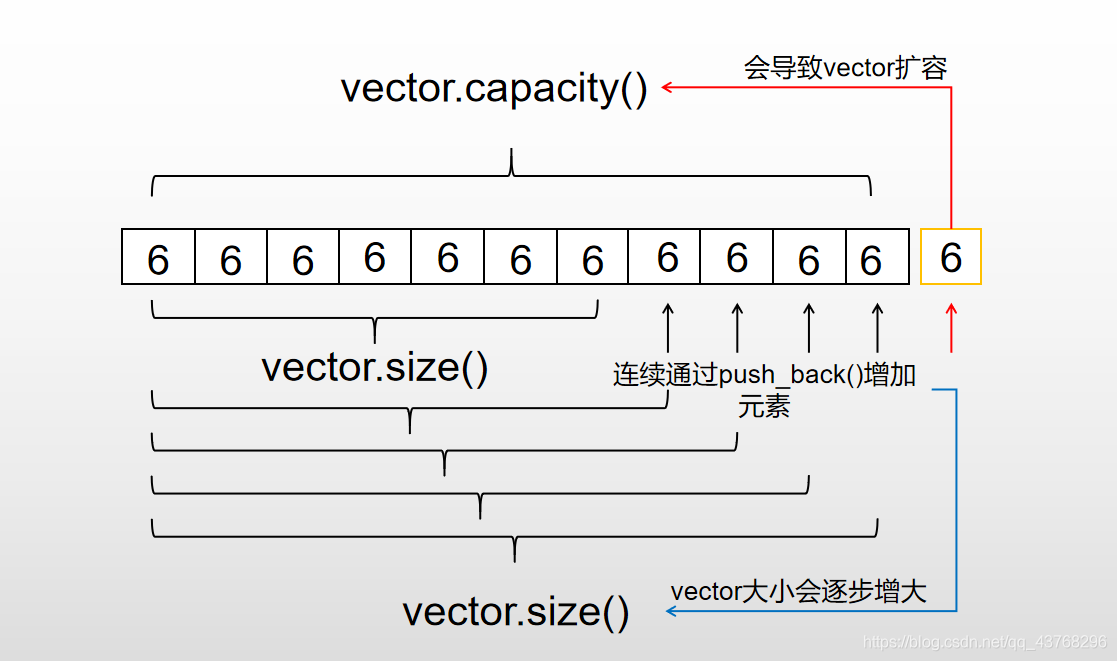 会导致vector扩容
vector.capacity()
6 6 6 6 6 6 6 6 6 6 6 6
vector.size()
连续通过push_back()增加
元素
vector大小会逐步增大
vector.size()
https://blog.csdn.net/qq_43768296